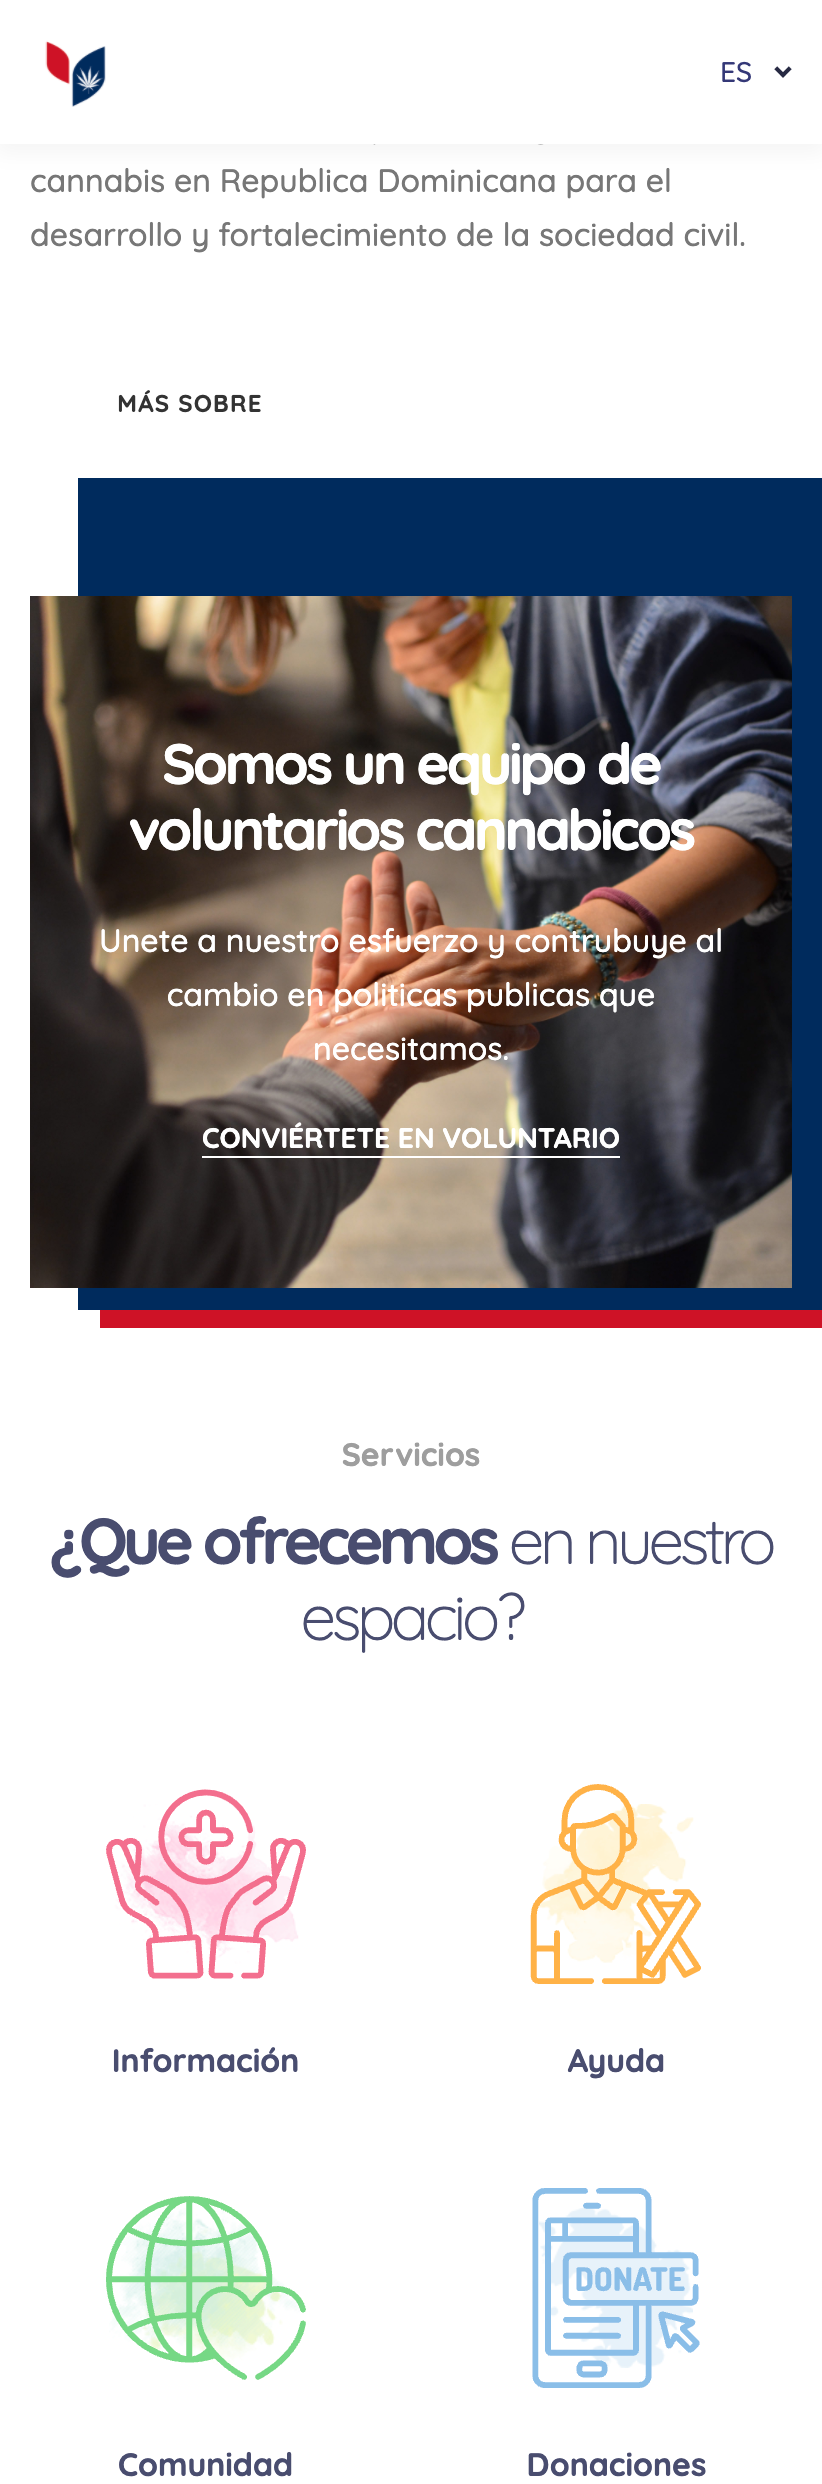 ES
cannabis en Republica Dominicana para el
desarrollo y fortalecimiento de la sociedad civil.
MÁS SOBRE
Somos un equipo de
voluntarios cannabicos
Unete a nuestro esfuerzo y contrubuye al
cambio en politicas publicas que
necesitamos.
CONVIÉRTETE EN VOLUNTARIO
Servicios
¿Que ofrecemos en nuestro
espacio?
Información
Ayuda
DONATE
Comunidad
Donaciones